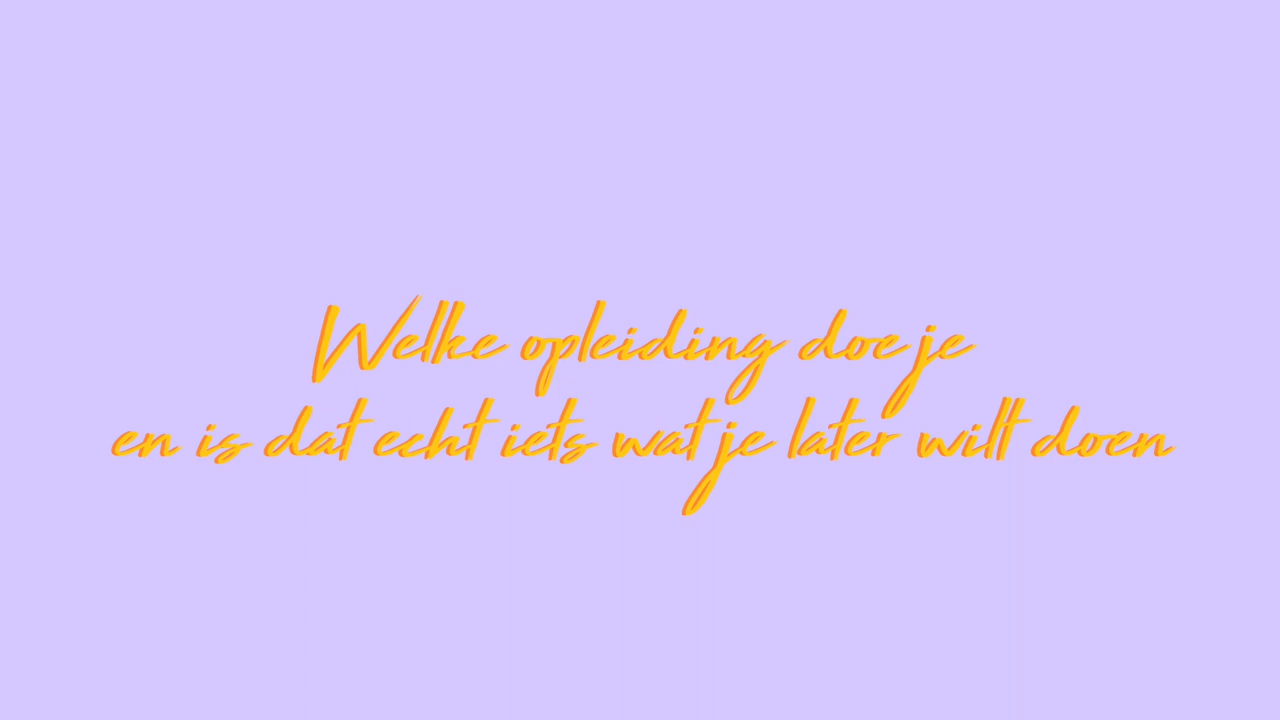 Welke opleiding doe je
en is dat echt iets wat je later wilt doen